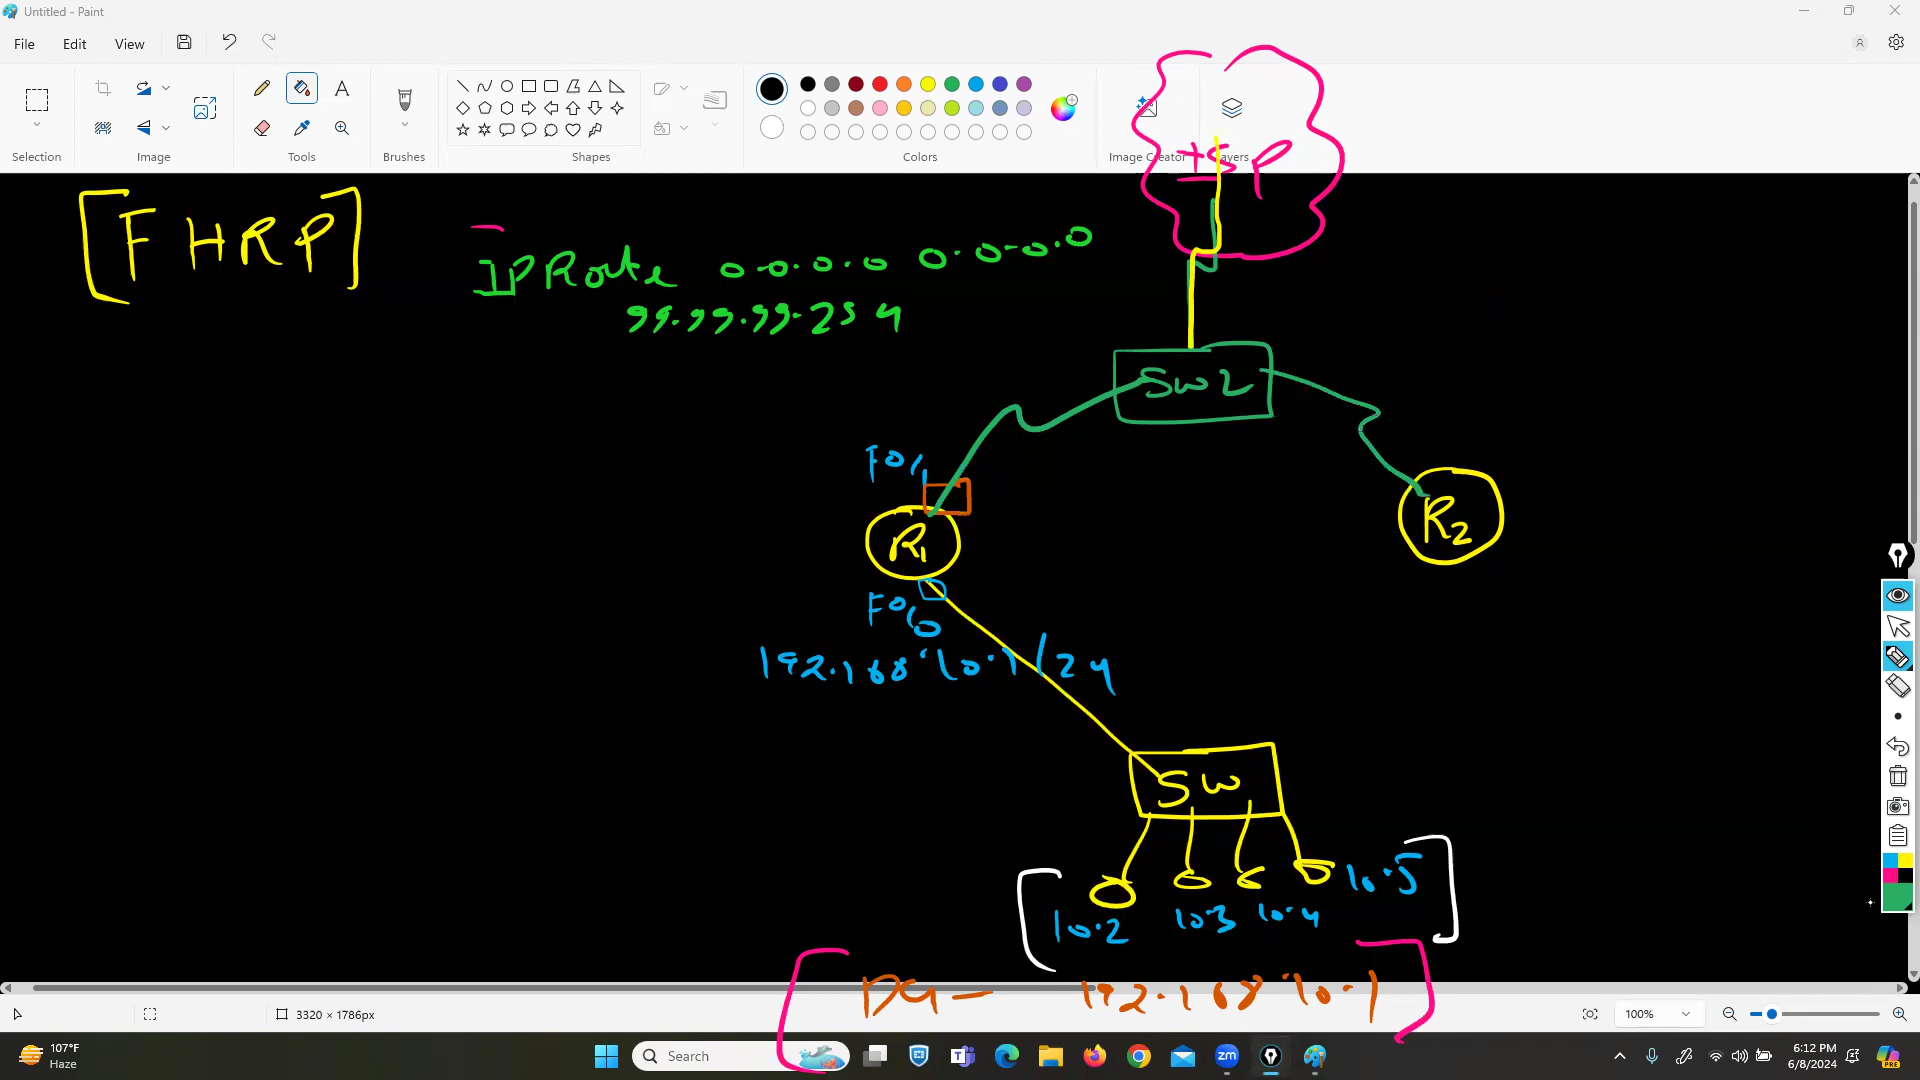 Untitled - Paint
File Edit View
Selection
Image
Tools
Brushes
Shapes
Colors
Image Creator
Layers
ISP
[FHRP]
IP Route 0.0.0.0 0.0.0.0
99.99.99.254
SW2
F0/1
R1
R2
F0/0
192.168.10.1/24
SW
10.2
10.3
10.4
10.5
DG - 192.168.10.1
3320 × 1786px
100%
107°F
Haze
Search
zm
PRE
6:12 PM
6/8/2024